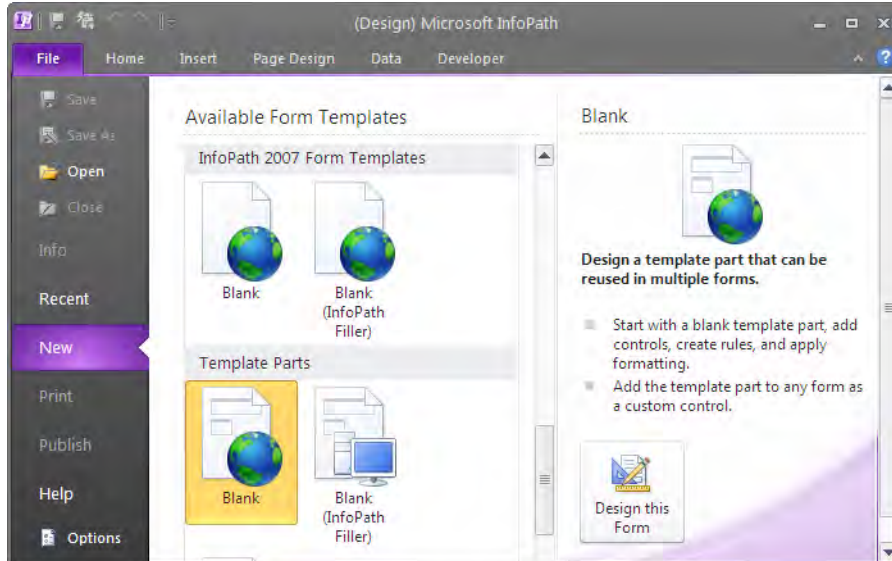 (Design) Microsoft InfoPath
File Home Insert Page Design Data Developer
Save
Save As
Open
Close
Info
Recent
New
Print
Publish
Help
Options
Available Form Templates
InfoPath 2007 Form Templates
Blank
Blank
(InfoPath
Filler)
Template Parts
Blank
Blank
(InfoPath
Filler)
Blank
Design a template part that can be
reused in multiple forms.
Start with a blank template part, add
controls, create rules, and apply
formatting.
Add the template part to any form as
a custom control.
Design this
Form